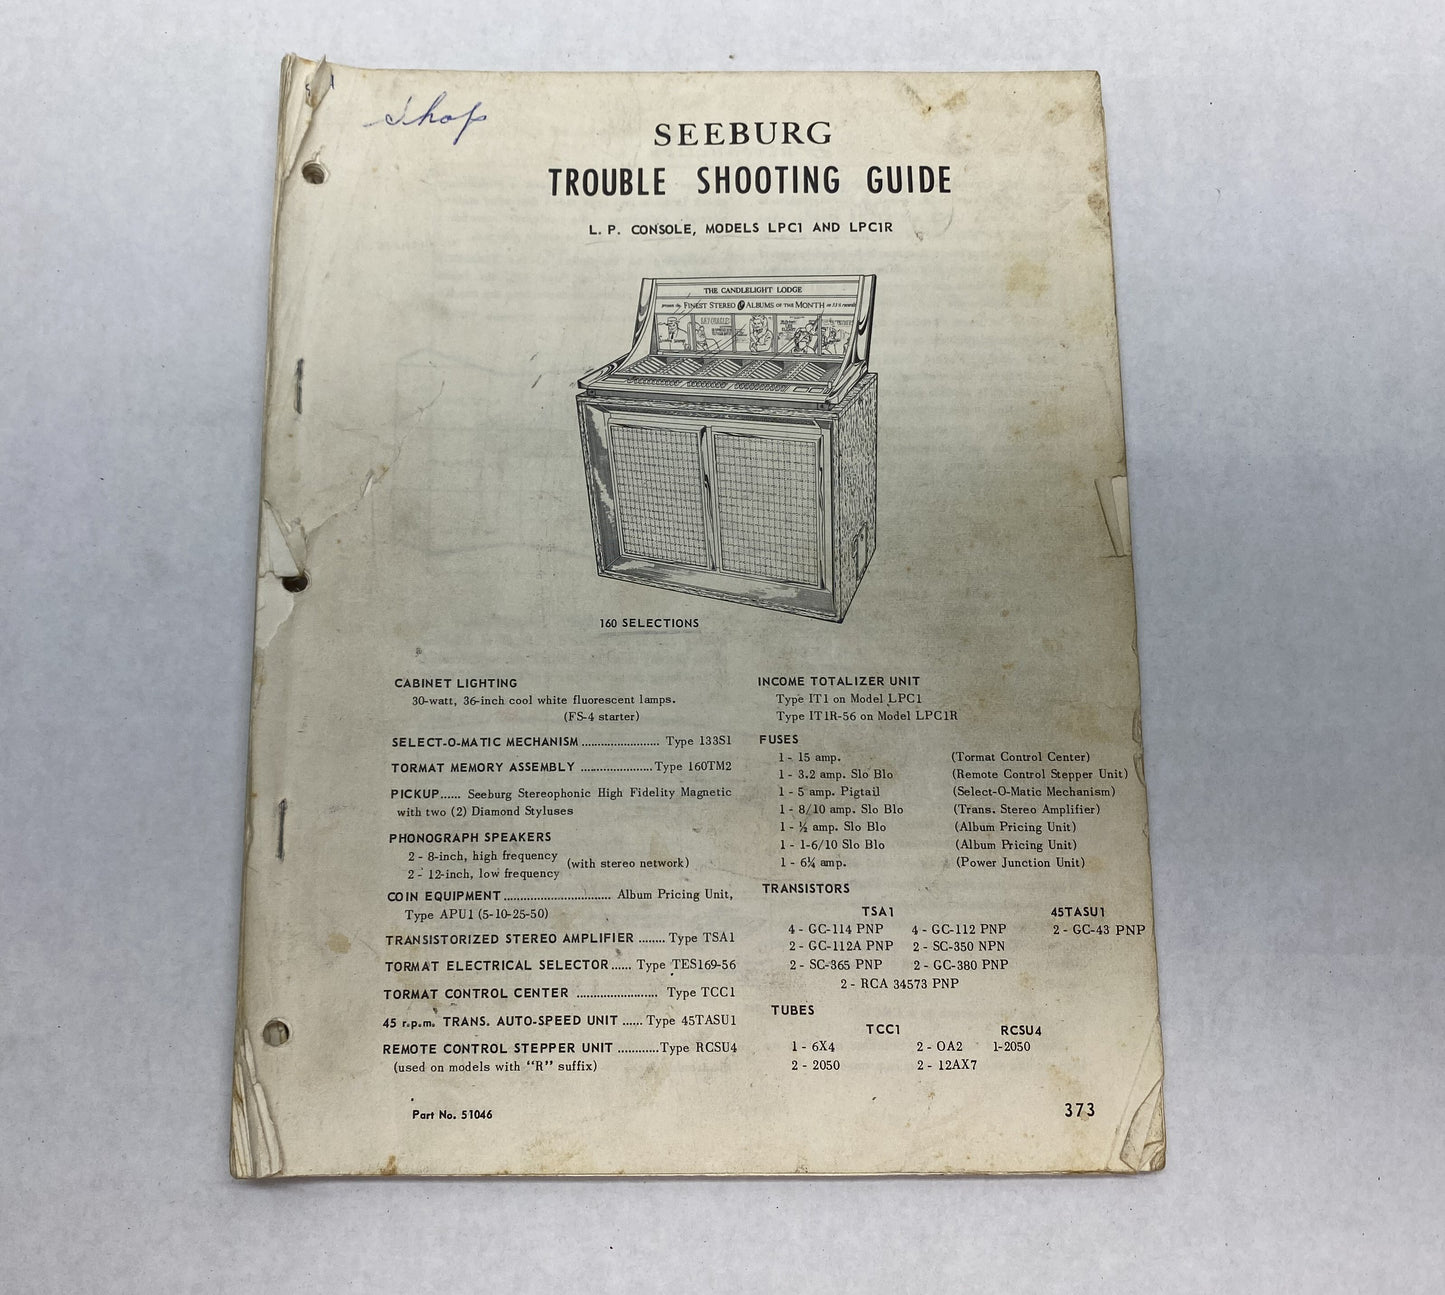 Shop
SEEBURG
TROUBLE SHOOTING GUIDE
L. P. CONSOLE, MODELS LPC1 AND LPC1R
THE CANDLELIGHT LODGE
presents the FINEST STEREO ALBUMS OF THE MONTH on 33⅓ records
160 SELECTIONS
CABINET LIGHTING
30-watt, 36-inch cool white fluorescent lamps.
(FS-4 starter)
SELECT-O-MATIC MECHANISM ........................ Type 133S1
TORMAT MEMORY ASSEMBLY ...................... Type 160TM2
PICKUP...... Seeburg Stereophonic High Fidelity Magnetic
with two (2) Diamond Styluses
PHONOGRAPH SPEAKERS
2 - 8-inch, high frequency
(with stereo network)
2 - 12-inch, low frequency
COIN EQUIPMENT ................................ Album Pricing Unit,
Type APU1 (5-10-25-50)
TRANSISTORIZED STEREO AMPLIFIER ........ Type TSA1
TORMAT ELECTRICAL SELECTOR...... Type TES169-56
TORMAT CONTROL CENTER ......................... Type TCC1
45 r.p.m. TRANS. AUTO-SPEED UNIT ...... Type 45TASU1
REMOTE CONTROL STEPPER UNIT ............ Type RCSU4
(used on models with "R" suffix)
Part No. 51046
INCOME TOTALIZER UNIT
Type IT1 on Model LPC1
Type IT1R-56 on Model LPC1R
FUSES
1 - 15 amp. (Tormat Control Center)
1 - 3.2 amp. Slo Blo (Remote Control Stepper Unit)
1 - 5 amp. Pigtail (Select-O-Matic Mechanism)
1 - 8/10 amp. Slo Blo (Trans. Stereo Amplifier)
1 - ½ amp. Slo Blo (Album Pricing Unit)
1 - 1-6/10 Slo Blo (Album Pricing Unit)
1 - 6¼ amp. (Power Junction Unit)
TRANSISTORS
TSA1 45TASU1
4 - GC-114 PNP 4 - GC-112 PNP 2 - GC-43 PNP
2 - GC-112A PNP 2 - SC-350 NPN
2 - SC-365 PNP 2 - GC-380 PNP
2 - RCA 34573 PNP
TUBES
TCC1 RCSU4
1 - 6X4 2 - OA2 1-2050
2 - 2050 2 - 12AX7
373